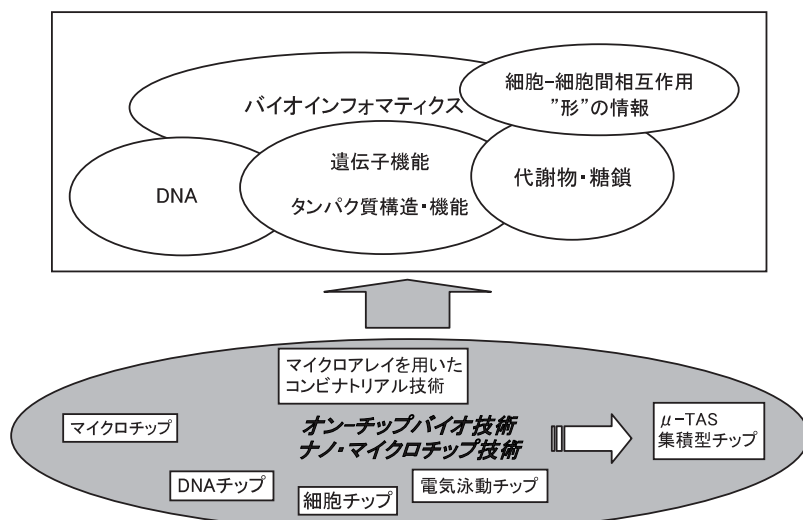 細胞-細胞間相互作用
”形”の情報
バイオインフォマティクス
遺伝子機能
DNA
代謝物・糖鎖
タンパク質構造・機能
マイクロアレイを用いた
コンビナトリアル技術
マイクロチップ
オン-チップバイオ技術
ナノ・マイクロチップ技術
μ-TAS
集積型チップ
DNAチップ
細胞チップ
電気泳動チップ